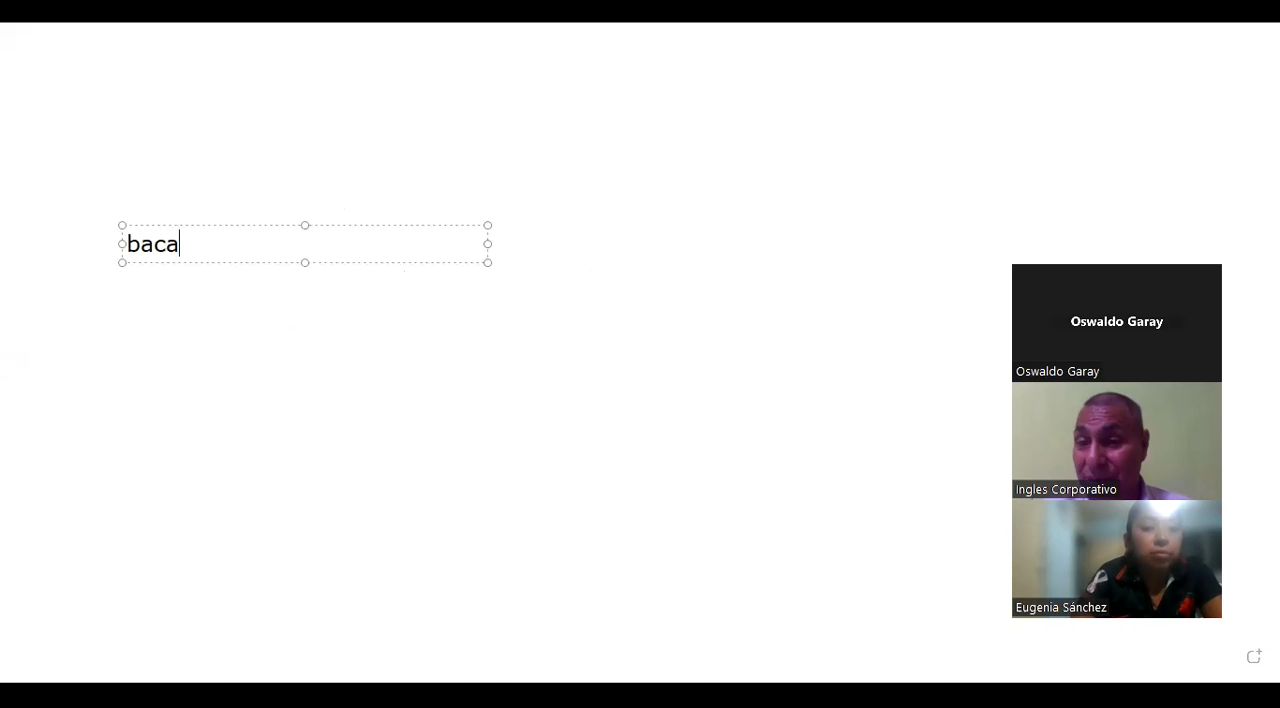 baca
Oswaldo Garay
Oswaldo Garay
Ingles Corporativo
Eugenia Sánchez